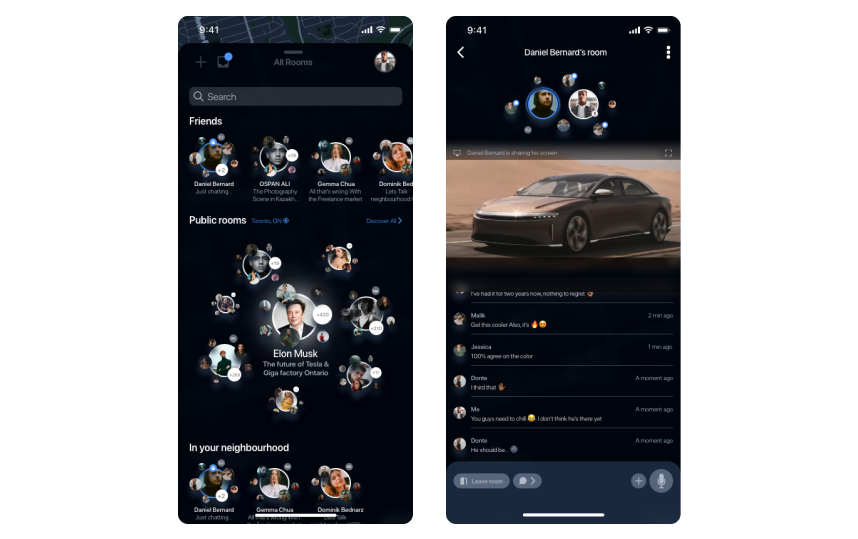 9:41
All Rooms
Search
Friends
+2
+19
Daniel Bernard
Just chatting..
OSPAN ALI
The Photography
Scene in Kazakh..
Gemma Chua
All that's wrong With
the Freelance market
Dominik Bed
Lets Talk
neighbourhood
Public rooms
Toronto, ON
Discover All
+19
+420
+310
+280
Elon Musk
The future of Tesla &
Giga factory Ontario
In your neighbourhood
+2
Daniel Bernard
Just chatting..
Gemma Chua
All that's wrong With
the Freelance market
Dominik Bednarz
Lets Talk
9:41
Daniel Bernard's room
Daniel Bernard is sharing his screen
I've had it for two years now, nothing to regret 
Malik
2 min ago
Get this cooler Also, it's 🔥😍
Jessica
1 min ago
100% agree on the color
Donte
A moment ago
I third that ✋🏾
Me
A moment ago
You guys need to chill 😂. I don't think he's there yet
Donte
A moment ago
He should be..
Leave room